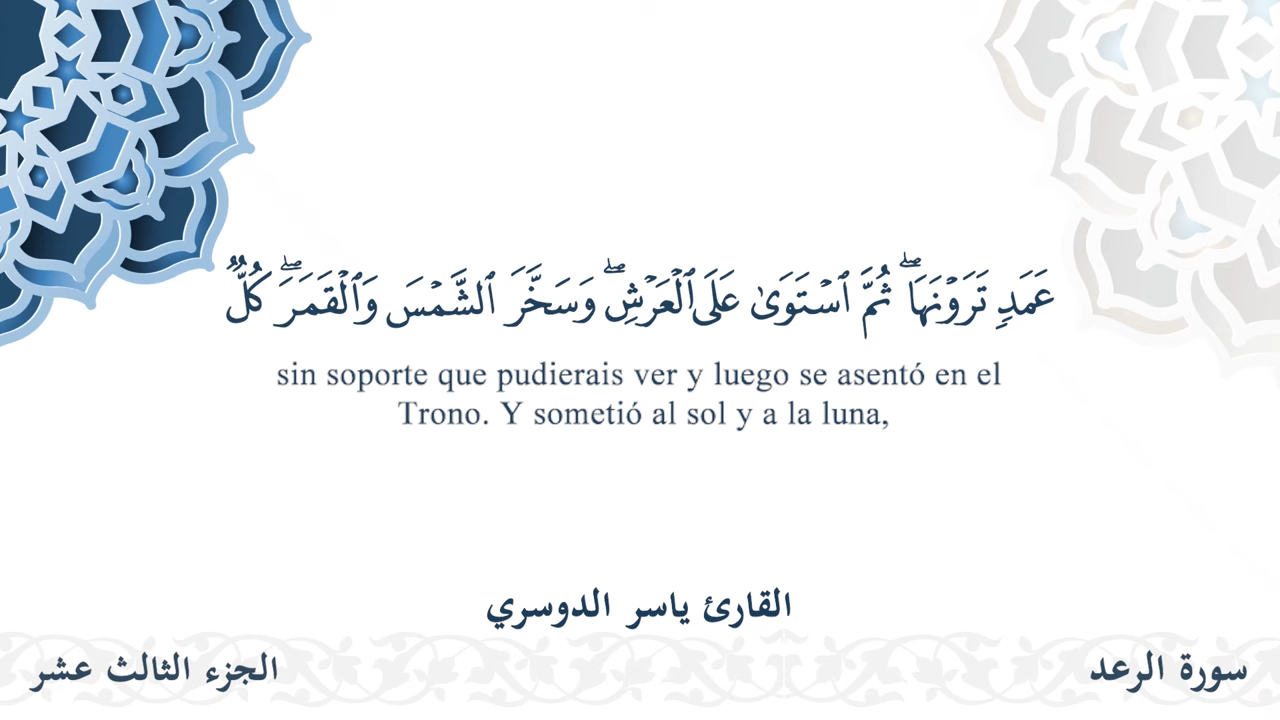 عَمَدٖ تَرَوۡنَهَاۖ ثُمَّ ٱسۡتَوَىٰ عَلَى ٱلۡعَرۡشِۖ وَسَخَّرَ ٱلشَّمۡسَ وَٱلۡقَمَرَۖ كُلّٞ
sin soporte que pudierais ver y luego se asentó en el
Trono. Y sometió al sol y a la luna,
القارئ ياسر الدوسري
سورة الرعد
الجزء الثالث عشر